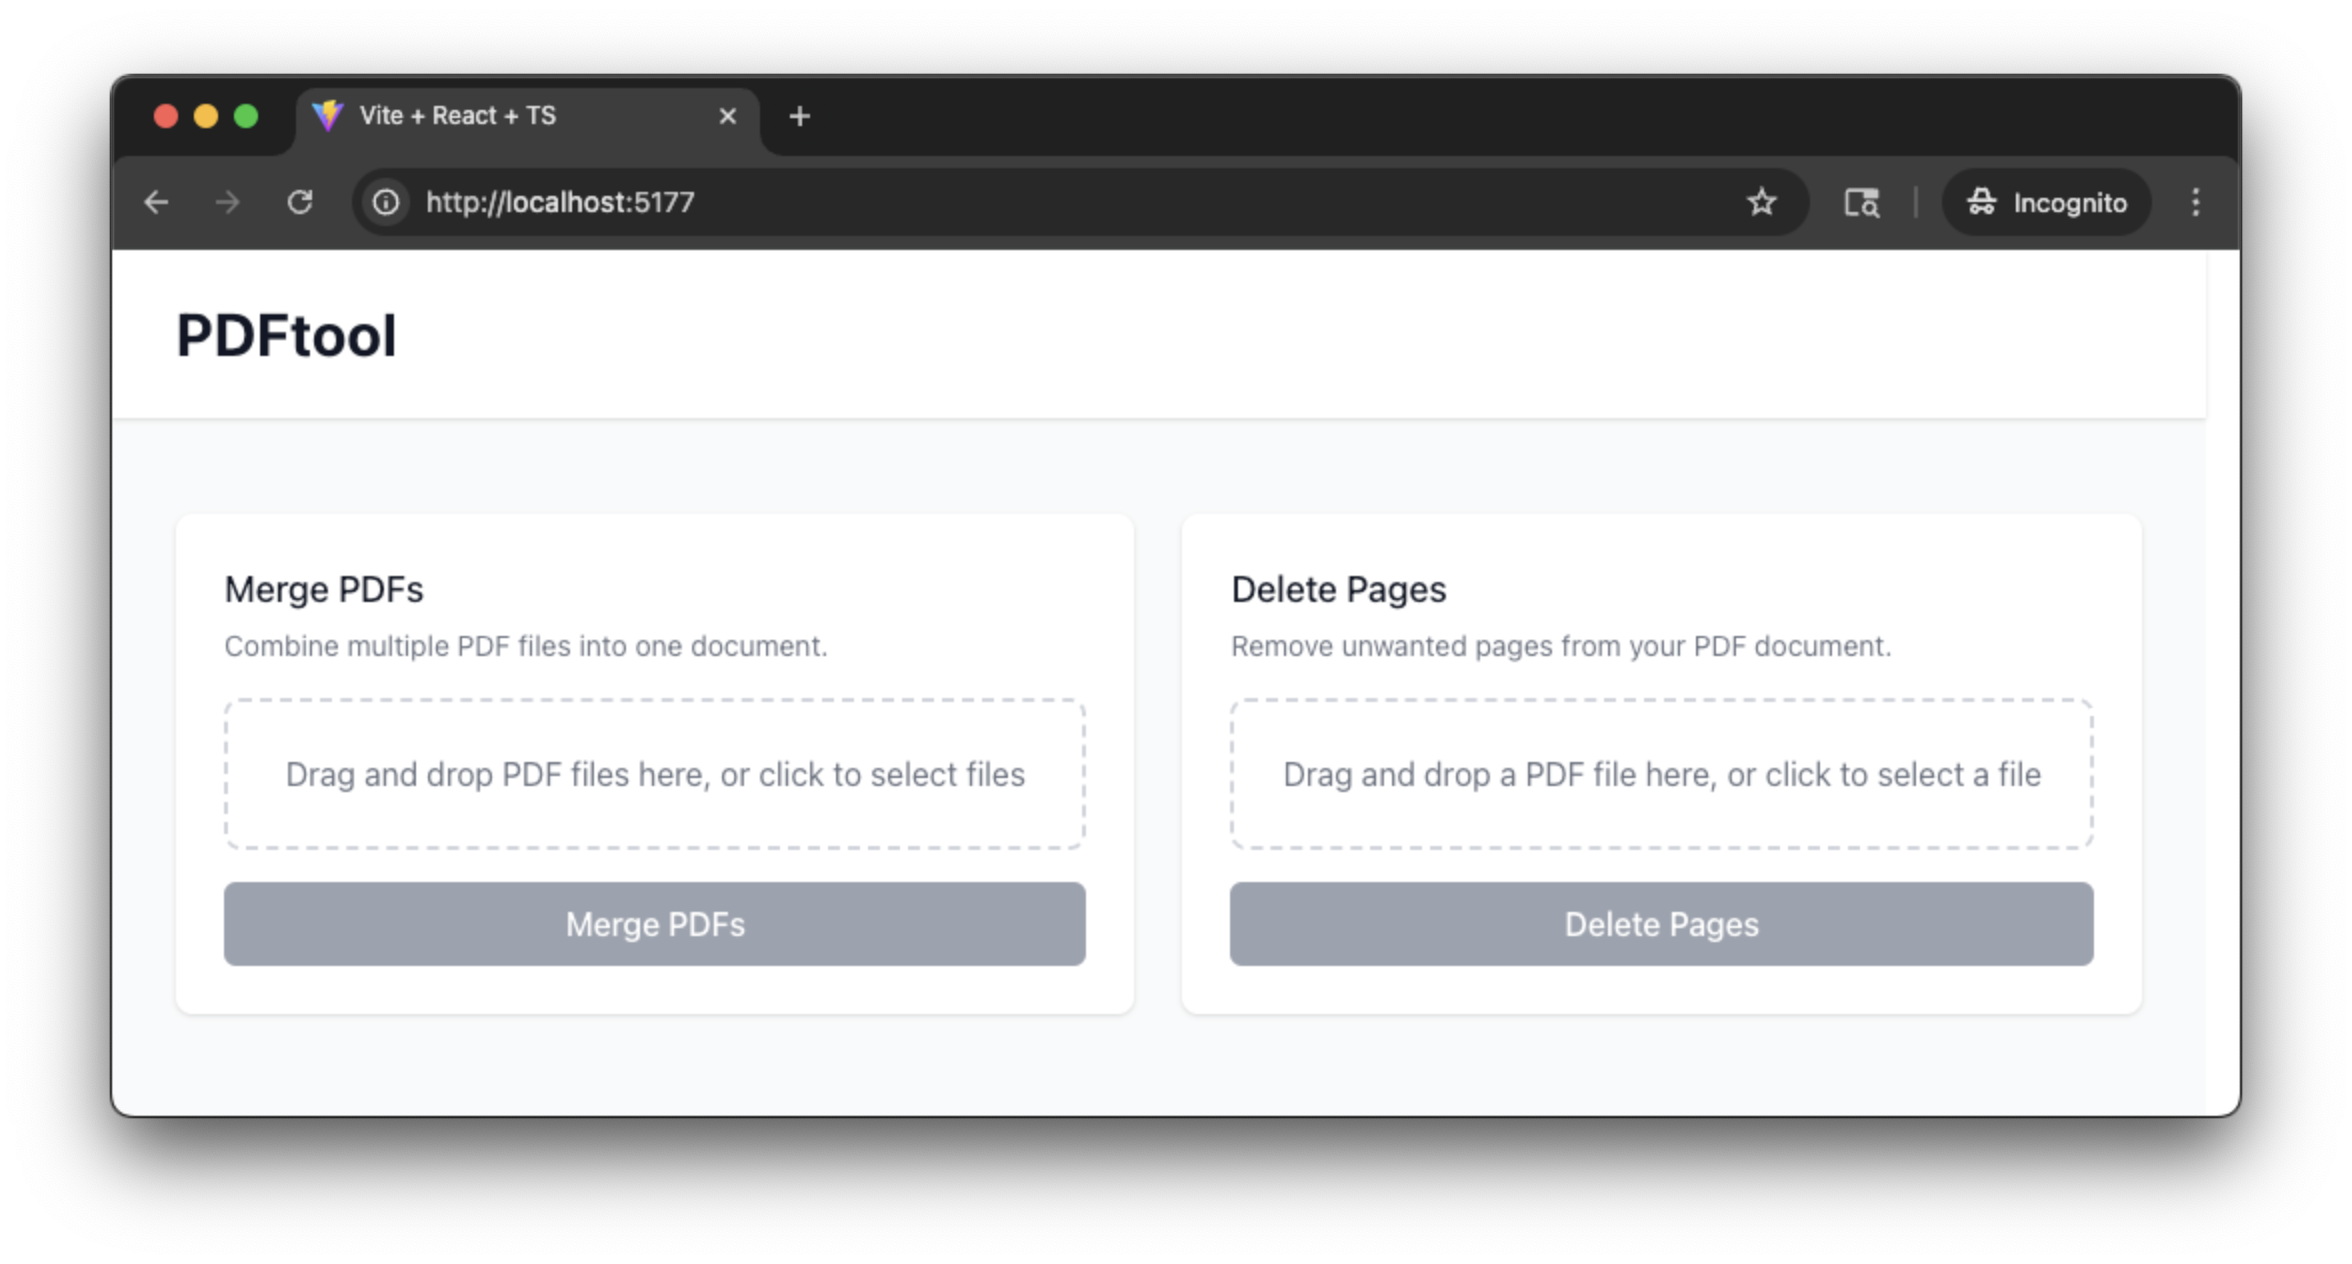 Vite + React + TS
http://localhost:5177
Incognito
PDFtool
Merge PDFs
Combine multiple PDF files into one document.
Drag and drop PDF files here, or click to select files
Merge PDFs
Delete Pages
Remove unwanted pages from your PDF document.
Drag and drop a PDF file here, or click to select a file
Delete Pages